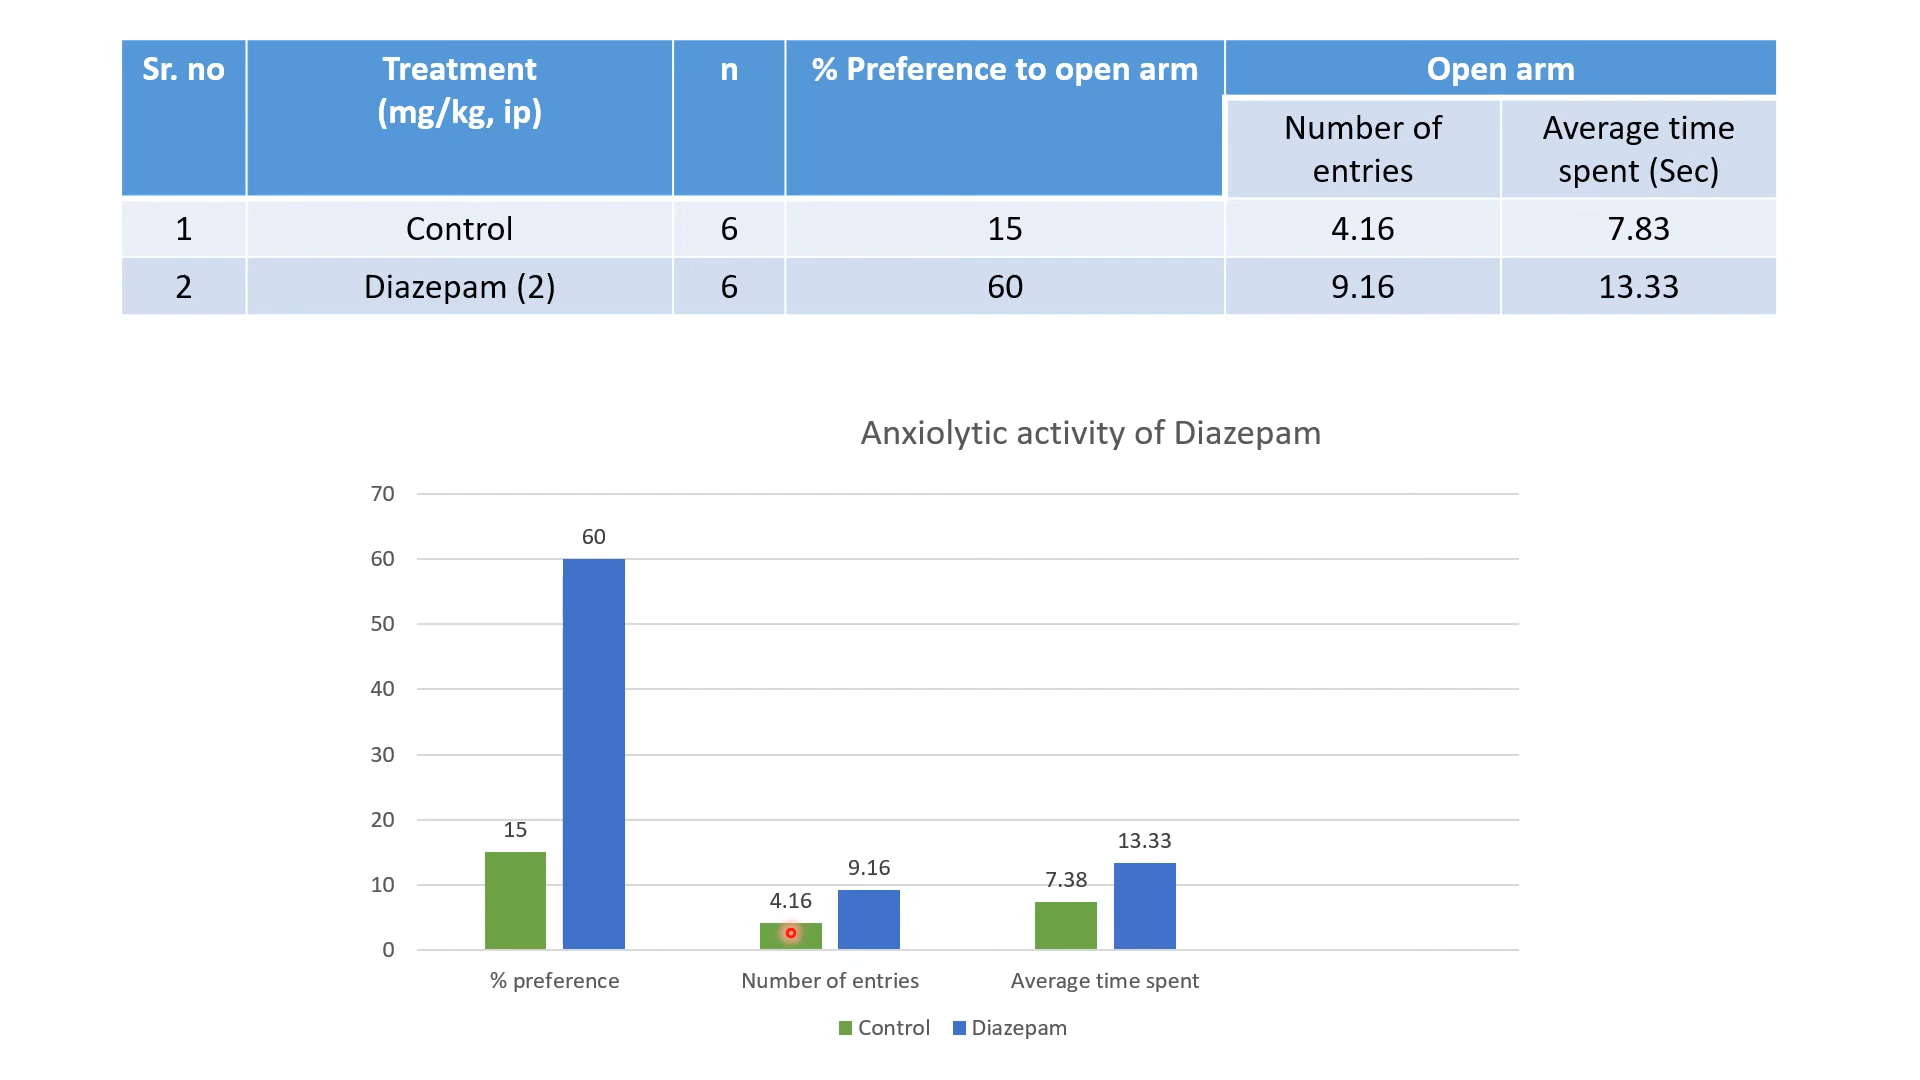 Sr. no Treatment n % Preference to open arm Open arm
(mg/kg, ip)
Number of Average time
entries spent (Sec)
1 Control 6 15 4.16 7.83
2 Diazepam (2) 6 60 9.16 13.33
Anxiolytic activity of Diazepam
70
60
60
50
40
30
20
15
13.33
10
9.16
7.38
4.16
0
% preference Number of entries Average time spent
Control Diazepam